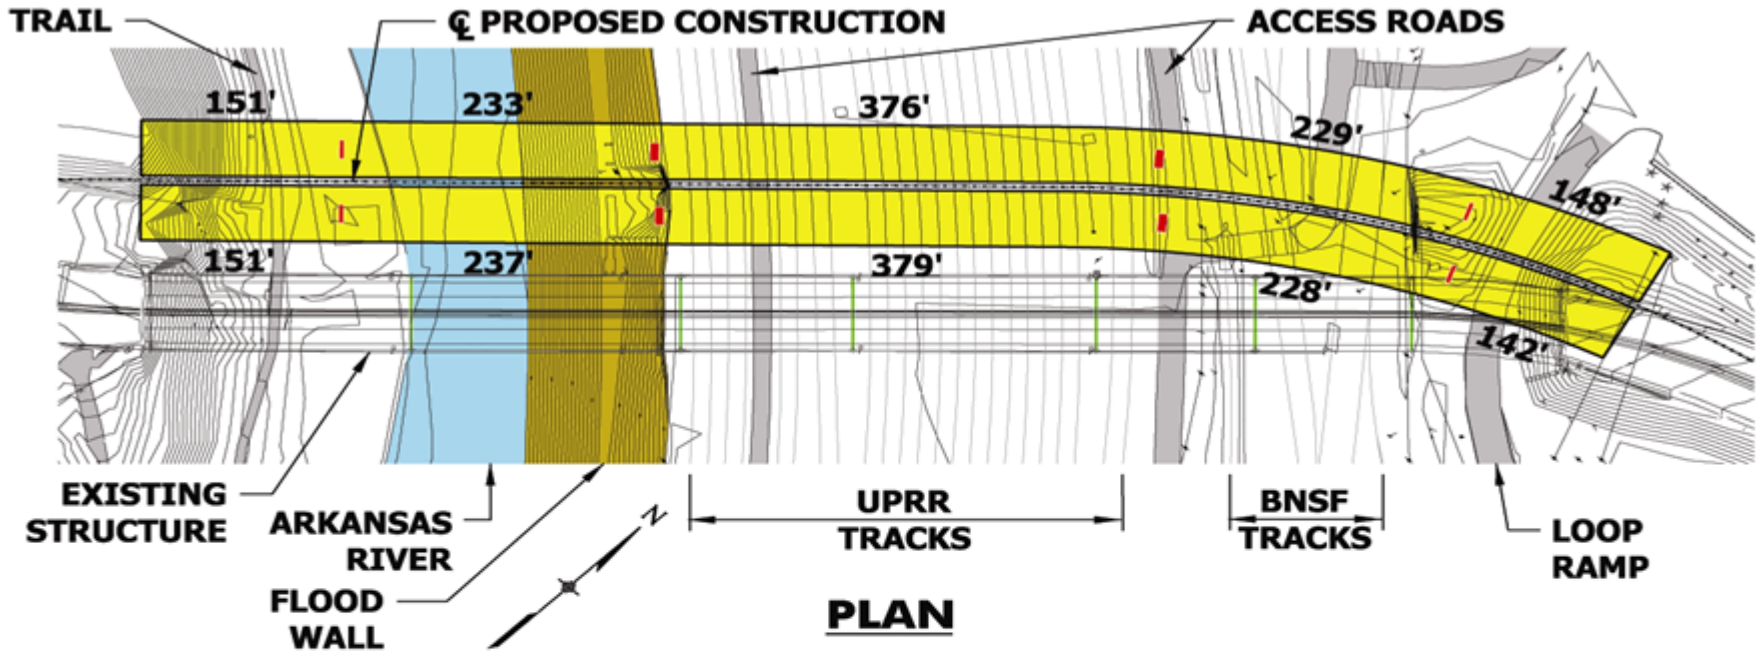 TRAIL
℄ PROPOSED CONSTRUCTION
ACCESS ROADS
151'
233'
376'
229'
148'
151'
237'
379'
228'
142'
EXISTING
STRUCTURE
ARKANSAS
RIVER
FLOOD
WALL
N
UPRR
TRACKS
BNSF
TRACKS
LOOP
RAMP
PLAN